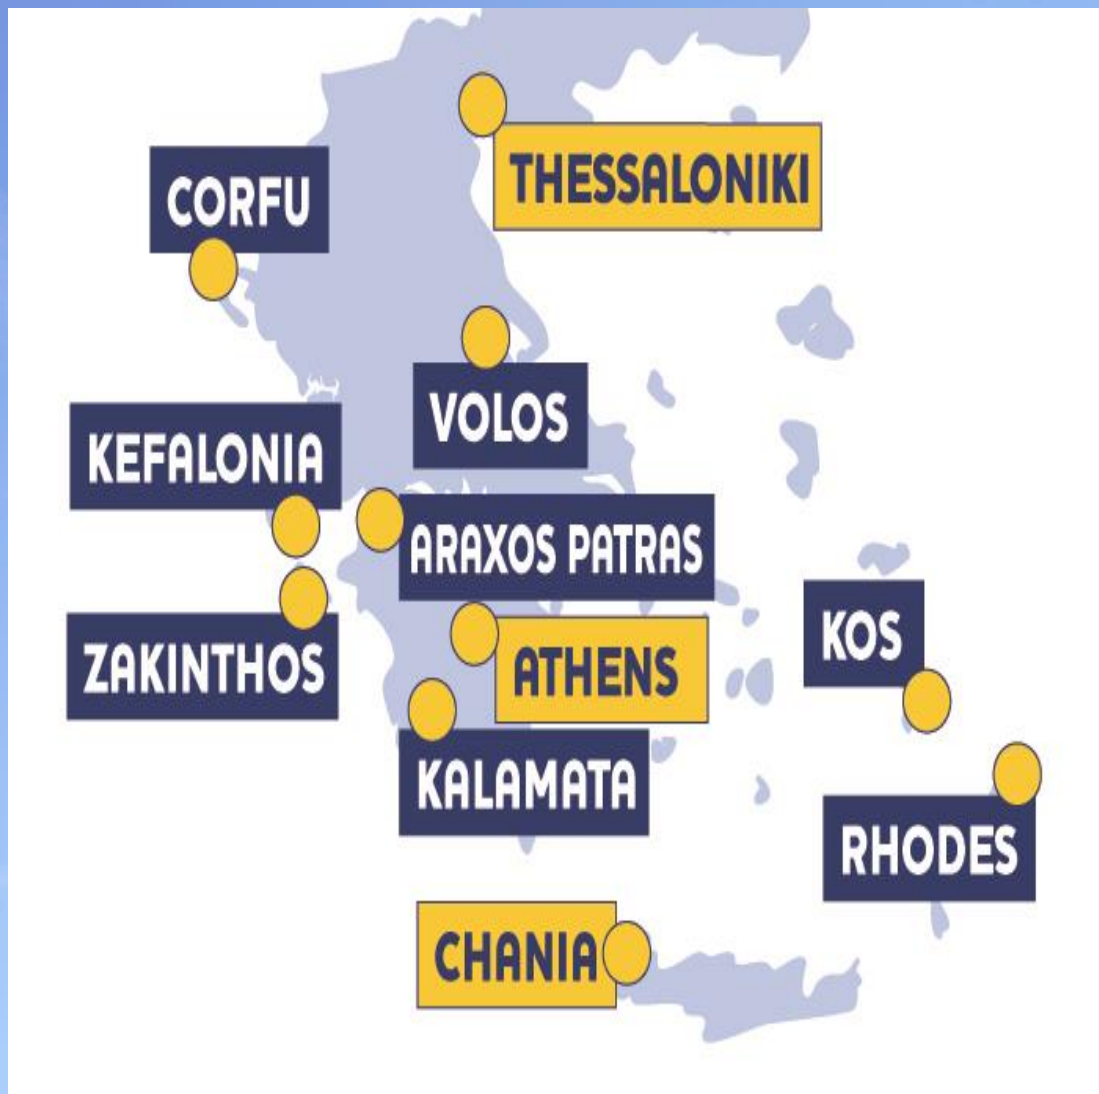 THESSALONIKI
CORFU
VOLOS
KEFALONIA
ARAXOS PATRAS
KOS
ZAKINTHOS
ATHENS
KALAMATA
RHODES
CHANIA